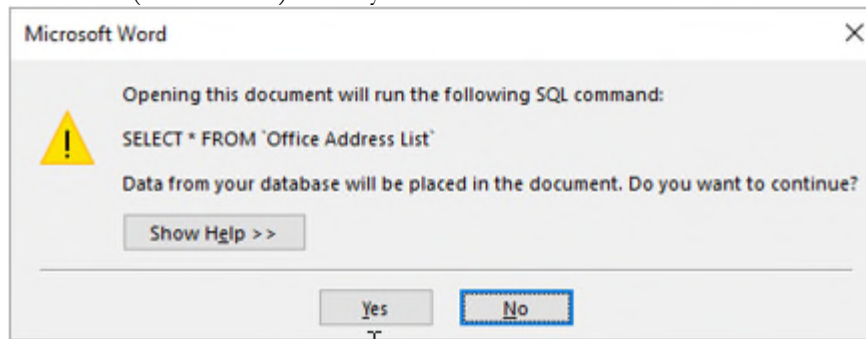 Microsoft Word
Opening this document will run the following SQL command:
SELECT * FROM `Office Address List`
Data from your database will be placed in the document. Do you want to continue?
Show Help >>
Yes
No